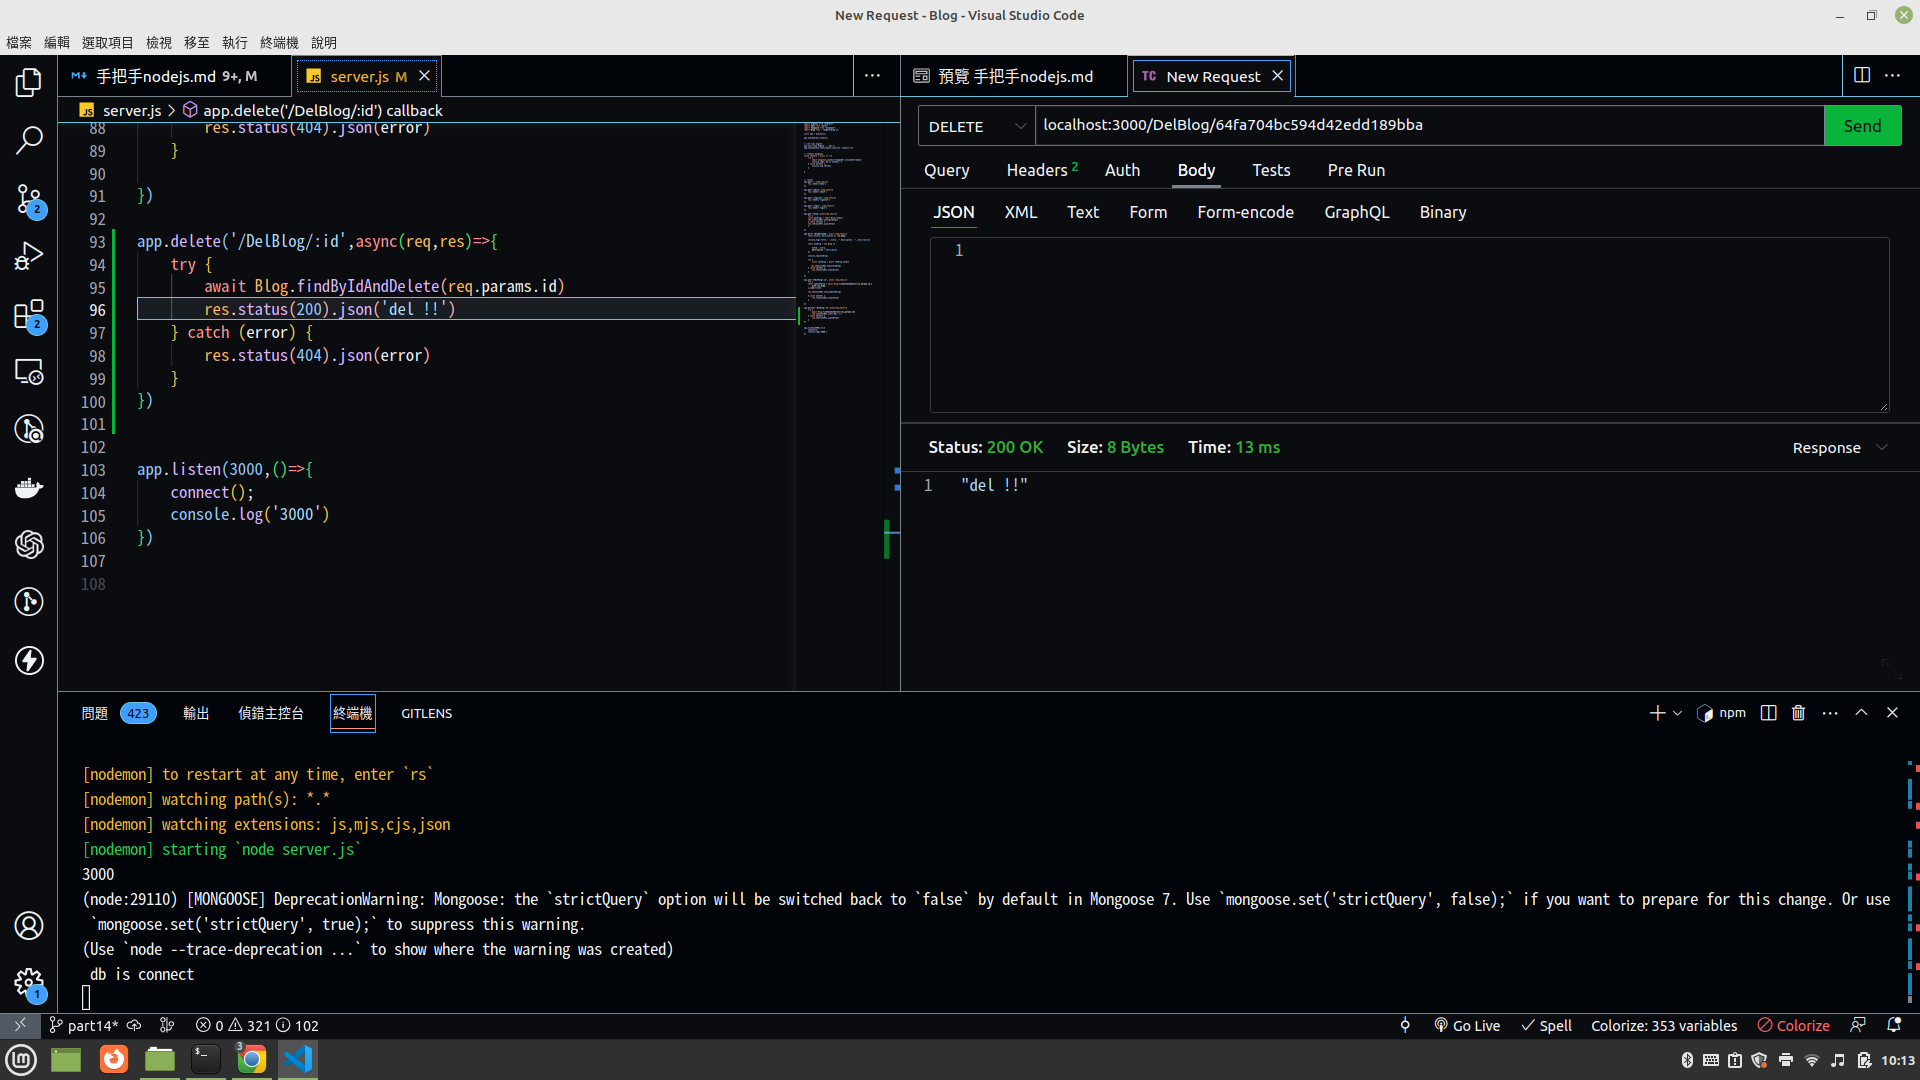 New Request - Blog - Visual Studio Code
檔案 編輯 選取項目 檢視 移至 執行 終端機 說明
手把手nodejs.md 9+, M
JS server.js M
預覽 手把手nodejs.md
TC New Request
JS server.js > app.delete('/DelBlog/:id') callback
88 res.status(404).json(error)
89 }
90
91 })
92
93 app.delete('/DelBlog/:id',async(req,res)=>{
94 try {
95 await Blog.findByIdAndDelete(req.params.id)
96 res.status(200).json('del !!')
97 } catch (error) {
98 res.status(404).json(error)
99 }
100 })
101
102
103 app.listen(3000,()=>{
104 connect();
105 console.log('3000')
106 })
107
108
DELETE localhost:3000/DelBlog/64fa704bc594d42edd189bba Send
Query Headers 2 Auth Body Tests Pre Run
JSON XML Text Form Form-encode GraphQL Binary
1
Status: 200 OK Size: 8 Bytes Time: 13 ms Response
1 "del !!"
2
2
1
問題 423 輸出 偵錯主控台 終端機 GITLENS npm
[nodemon] to restart at any time, enter `rs`
[nodemon] watching path(s): *.*
[nodemon] watching extensions: js,mjs,cjs,json
[nodemon] starting `node server.js`
3000
(node:29110) [MONGOOSE] DeprecationWarning: Mongoose: the `strictQuery` option will be switched back to `false` by default in Mongoose 7. Use `mongoose.set('strictQuery', false);` if you want to prepare for this change. Or use
`mongoose.set('strictQuery', true);` to suppress this warning.
(Use `node --trace-deprecation ...` to show where the warning was created)
db is connect
part14* 0 321 102 Go Live Spell Colorize: 353 variables Colorize
3 10:13